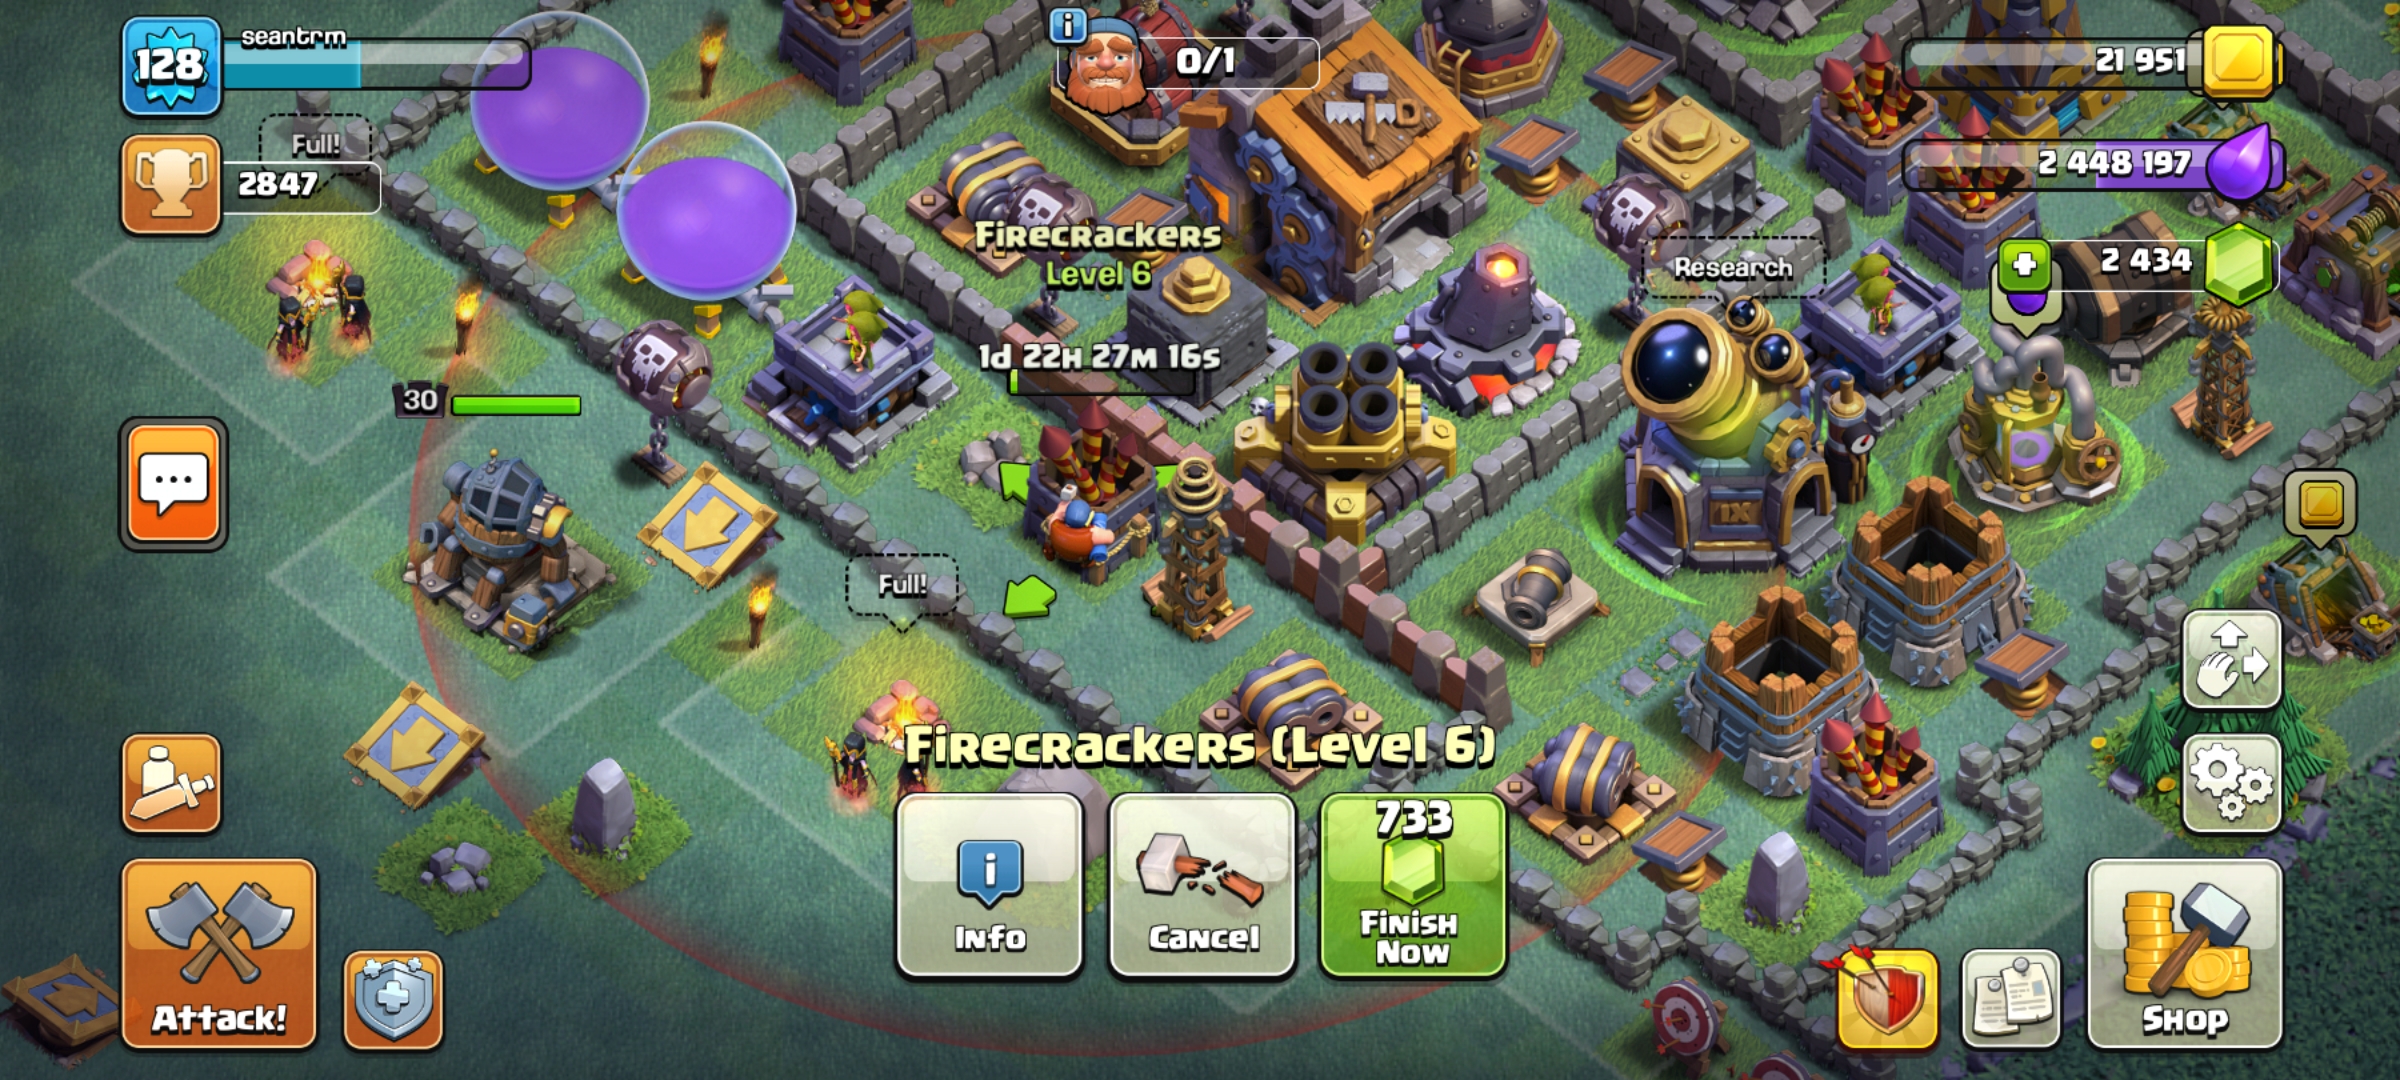 128
seantrm
0/1
21 951
Full!
2847
2 448 197
Firecrackers
Level 6
Research
2 434
1d 22h 27m 16s
30
IX
Full!
Firecrackers (Level 6)
733
Info
Cancel
Finish
Now
Attack!
Shop